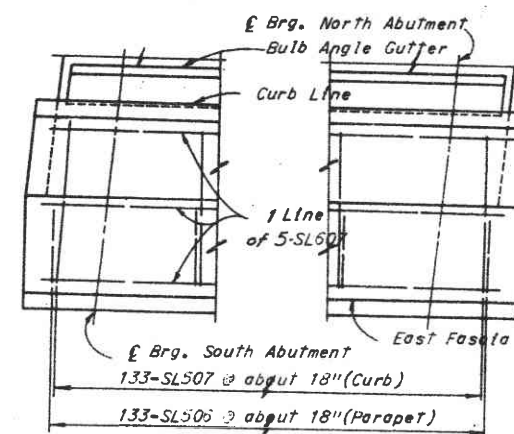 ℄ Brg. North Abutment
Bulb Angle Gutter
Curb Line
1 Line
of 5-SL607
East Fascia
℄ Brg. South Abutment
133-SL507 @ about 18"(Curb)
133-SL506 @ about 18"(Parapet)